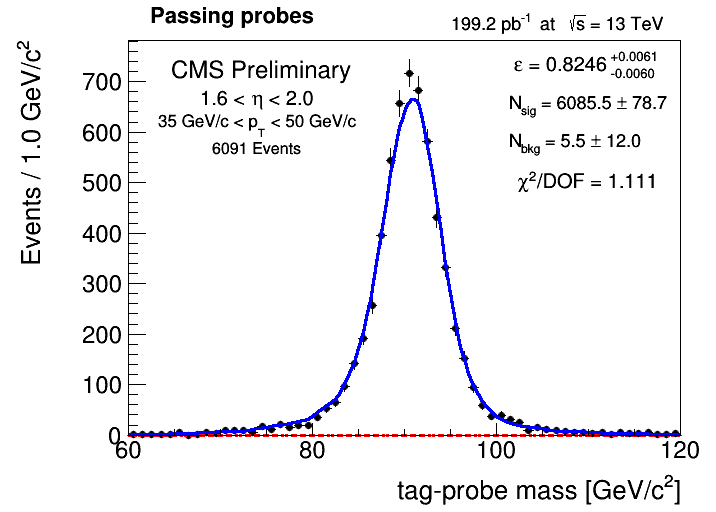 Passing probes
199.2 pb⁻¹ at √s = 13 TeV
CMS Preliminary
1.6 < η < 2.0
35 GeV/c < p_T < 50 GeV/c
6091 Events
ε = 0.8246 +0.0061 -0.0060
N_sig = 6085.5 ± 78.7
N_bkg = 5.5 ± 12.0
χ²/DOF = 1.111
Events / 1.0 GeV/c²
700
600
500
400
300
200
100
0
60 80 100 120
tag-probe mass [GeV/c²]